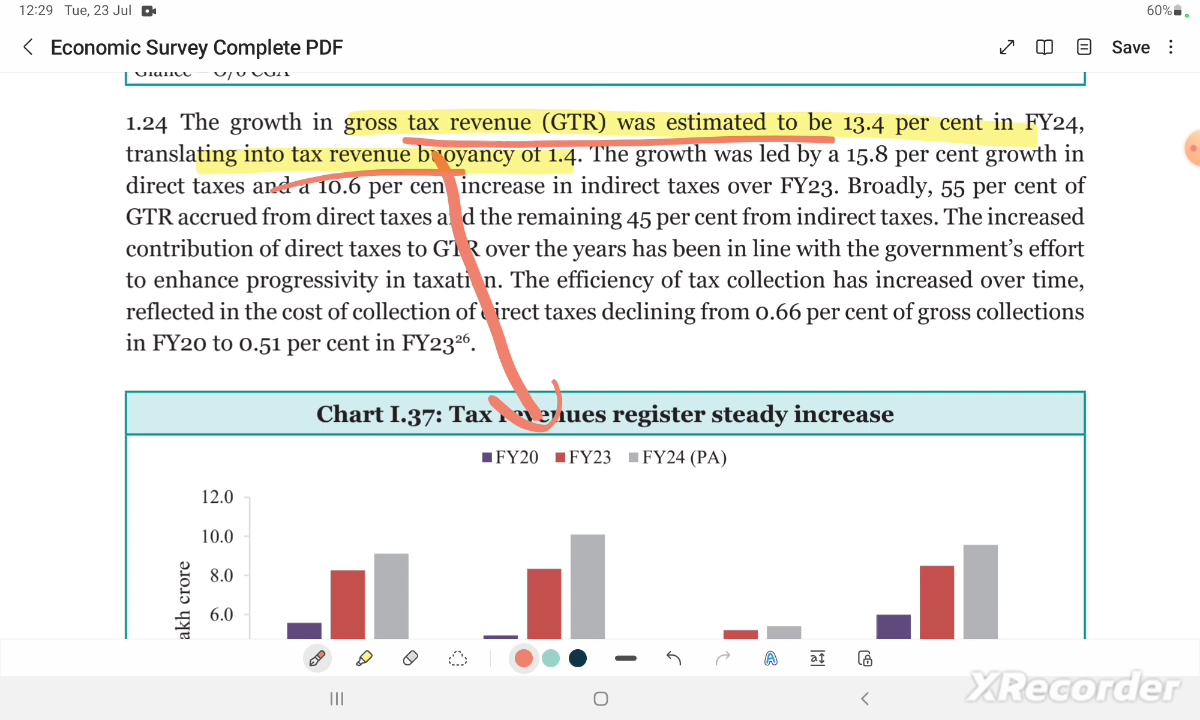 12:29 Tue, 23 Jul
60%
Economic Survey Complete PDF
Save
1.24 The growth in gross tax revenue (GTR) was estimated to be 13.4 per cent in FY24,
translating into tax revenue buoyancy of 1.4. The growth was led by a 15.8 per cent growth in
direct taxes and a 10.6 per cent increase in indirect taxes over FY23. Broadly, 55 per cent of
GTR accrued from direct taxes and the remaining 45 per cent from indirect taxes. The increased
contribution of direct taxes to GTR over the years has been in line with the government’s effort
to enhance progressivity in taxation. The efficiency of tax collection has increased over time,
reflected in the cost of collection of direct taxes declining from 0.66 per cent of gross collections
in FY20 to 0.51 per cent in FY23²⁶.
Chart I.37: Tax revenues register steady increase
FY20 FY23 FY24 (PA)
12.0
10.0
8.0
6.0
akh crore
XRecorder